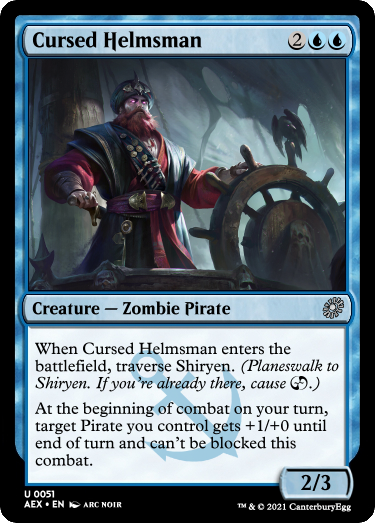 Cursed Helmsman 2
Creature — Zombie Pirate
When Cursed Helmsman enters the
battlefield, traverse Shiryen. (Planeswalk to
Shiryen. If you're already there, cause .)
At the beginning of combat on your turn,
target Pirate you control gets +1/+0 until
end of turn and can't be blocked this
combat.
2/3
U 0051
AEX • EN ARC NOIR
™ & © 2021 CanterburyEgg